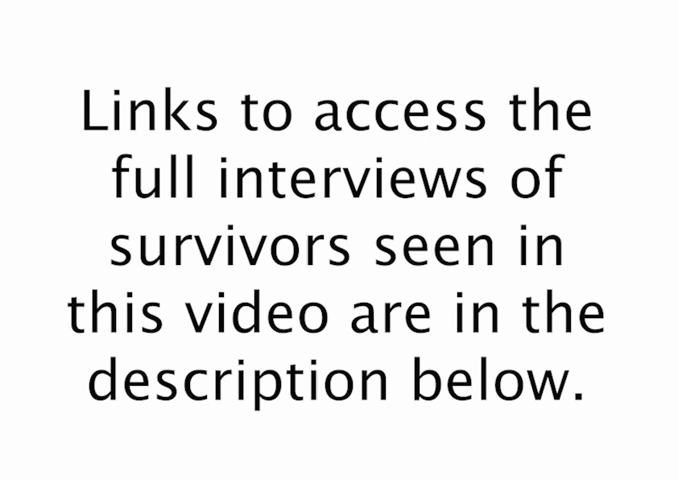 Links to access the
full interviews of
survivors seen in
this video are in the
description below.